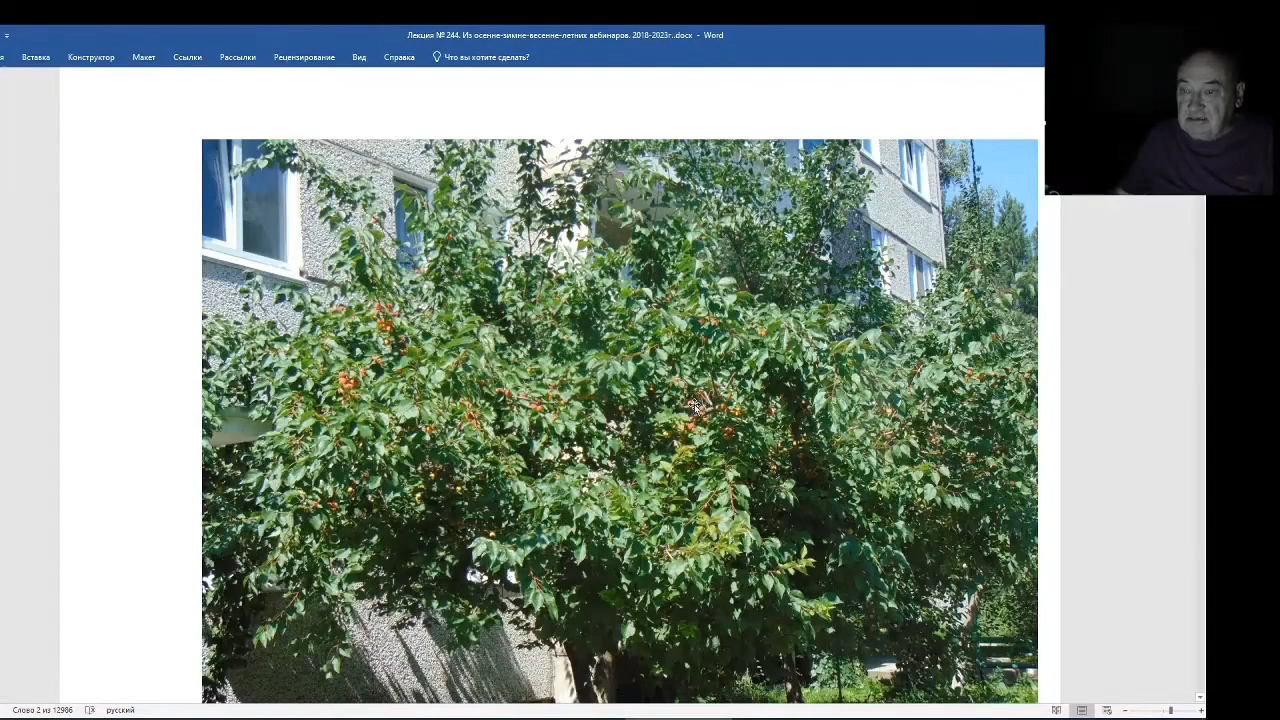 Лекция № 244. Из осенне-зимне-весенне-летних вебинаров. 2018-2023г..docx - Word
я Вставка Конструктор Макет Ссылки Рассылки Рецензирование Вид Справка Что вы хотите сделать?
Слово 2 из 12986 русский